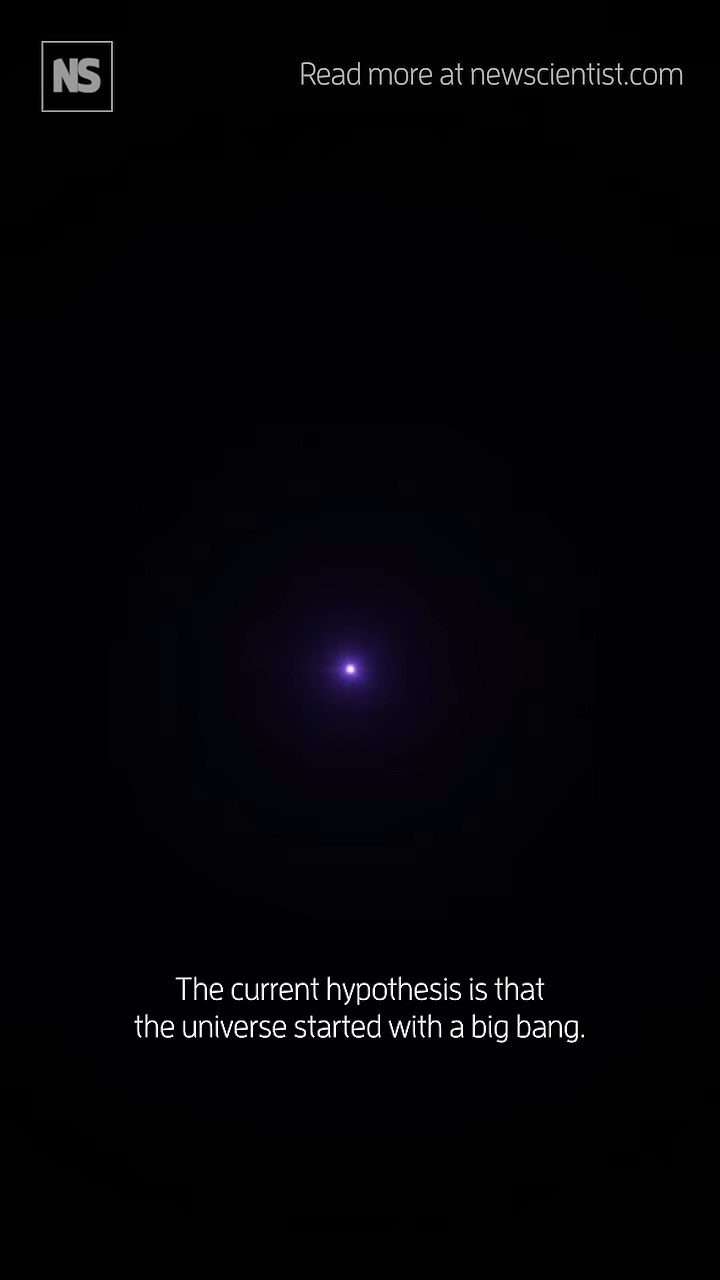 NS
Read more at newscientist.com
The current hypothesis is that
the universe started with a big bang.